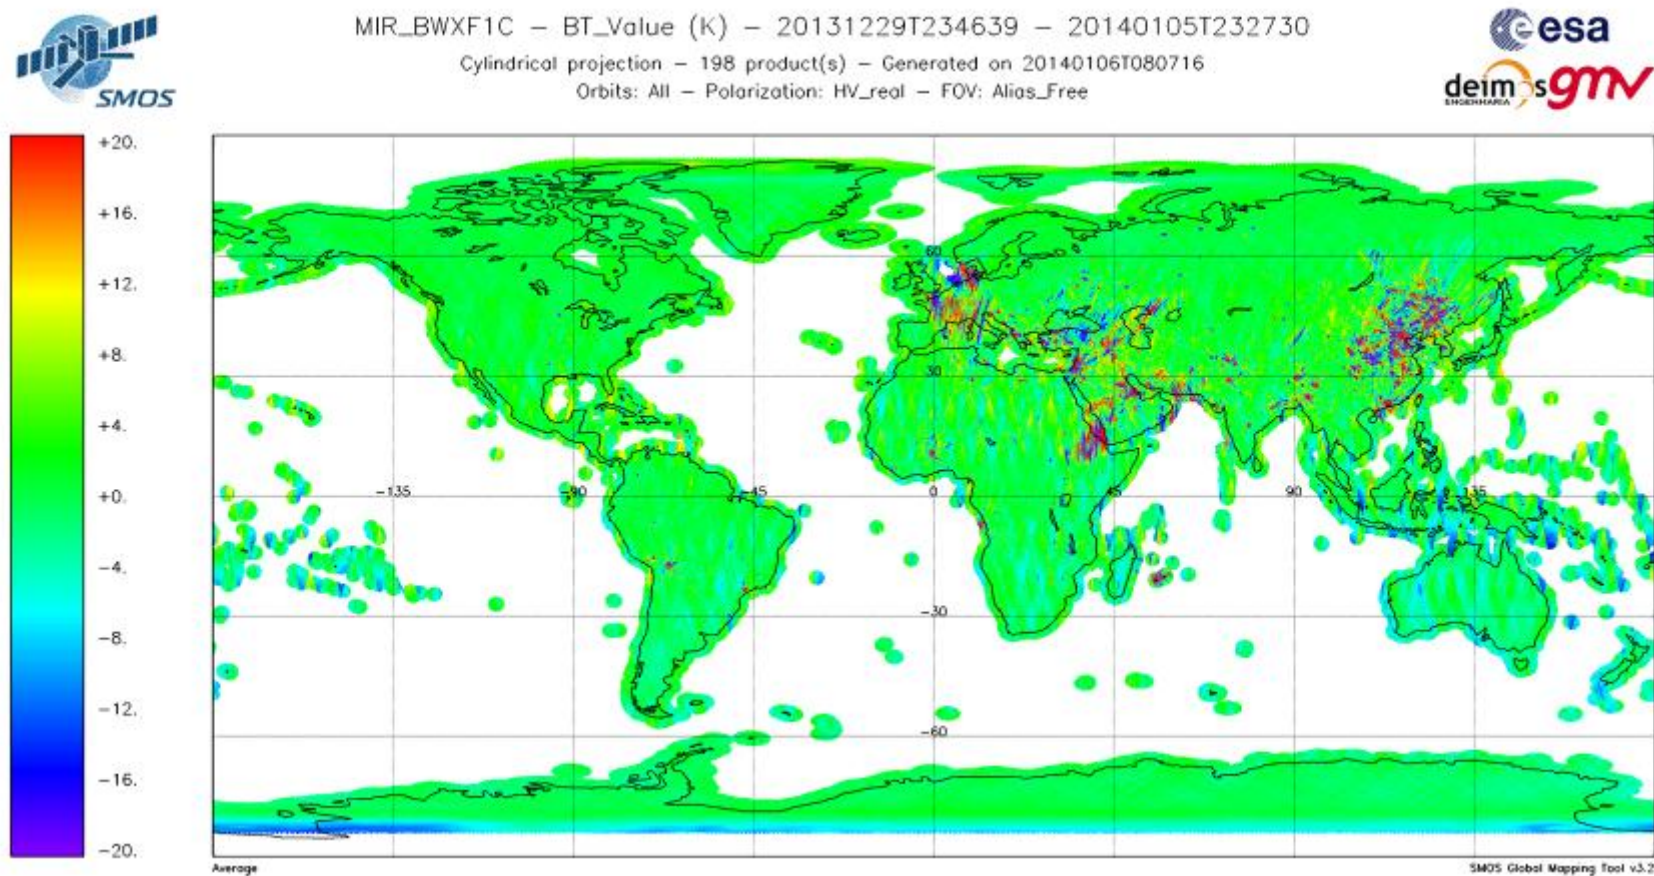 MIR_BWXF1C – BT_Value (K) – 20131229T234639 – 20140105T232730
Cylindrical projection – 198 product(s) – Generated on 20140106T080716
Orbits: All – Polarization: HV_real – FOV: Alias_Free
SMOS
esa
deimos
ENGENHARIA
gmv
+20.
+16.
+12.
+8.
+4.
+0.
-4.
-8.
-12.
-16.
-20.
60
30
-135
-90
-45
0
45
90
135
-30
-60
Average
SMOS Global Mapping Tool v3.2